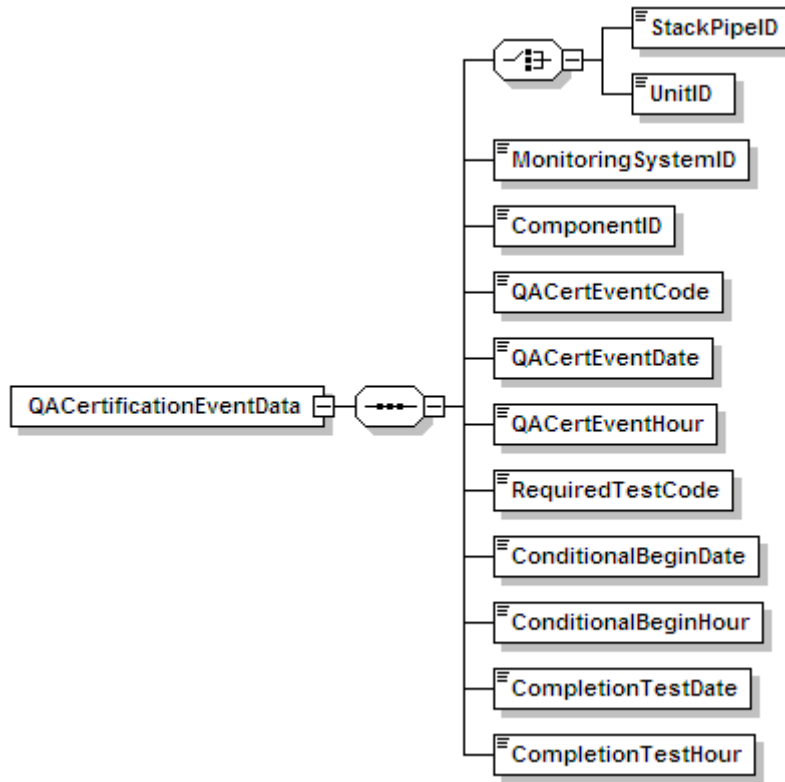 StackPipeID
UnitID
MonitoringSystemID
ComponentID
QACertEventCode
QACertEventDate
QACertificationEventData
QACertEventHour
RequiredTestCode
ConditionalBeginDate
ConditionalBeginHour
CompletionTestDate
CompletionTestHour